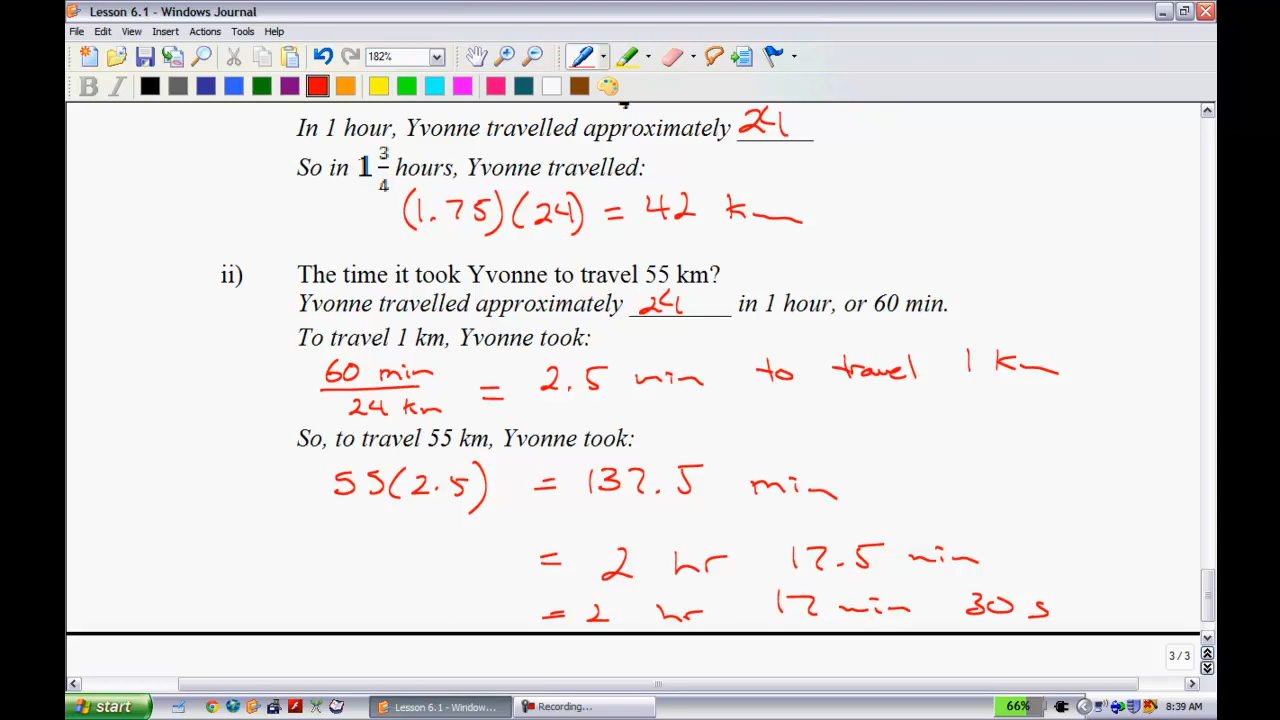 Lesson 6.1 - Windows Journal
File Edit View Insert Actions Tools Help
182%
B I
In 1 hour, Yvonne travelled approximately 24
So in 1 3/4 hours, Yvonne travelled:
(1.75)(24) = 42 km
ii) The time it took Yvonne to travel 55 km?
Yvonne travelled approximately 24 in 1 hour, or 60 min.
To travel 1 km, Yvonne took:
60 min / 24 km = 2.5 min to travel 1 km
So, to travel 55 km, Yvonne took:
55(2.5) = 137.5 min
= 2 hr 17.5 min
= 2 hr 17 min 30 s
3 / 3
start Lesson 6.1 - Window... Recording... 66% 8:39 AM